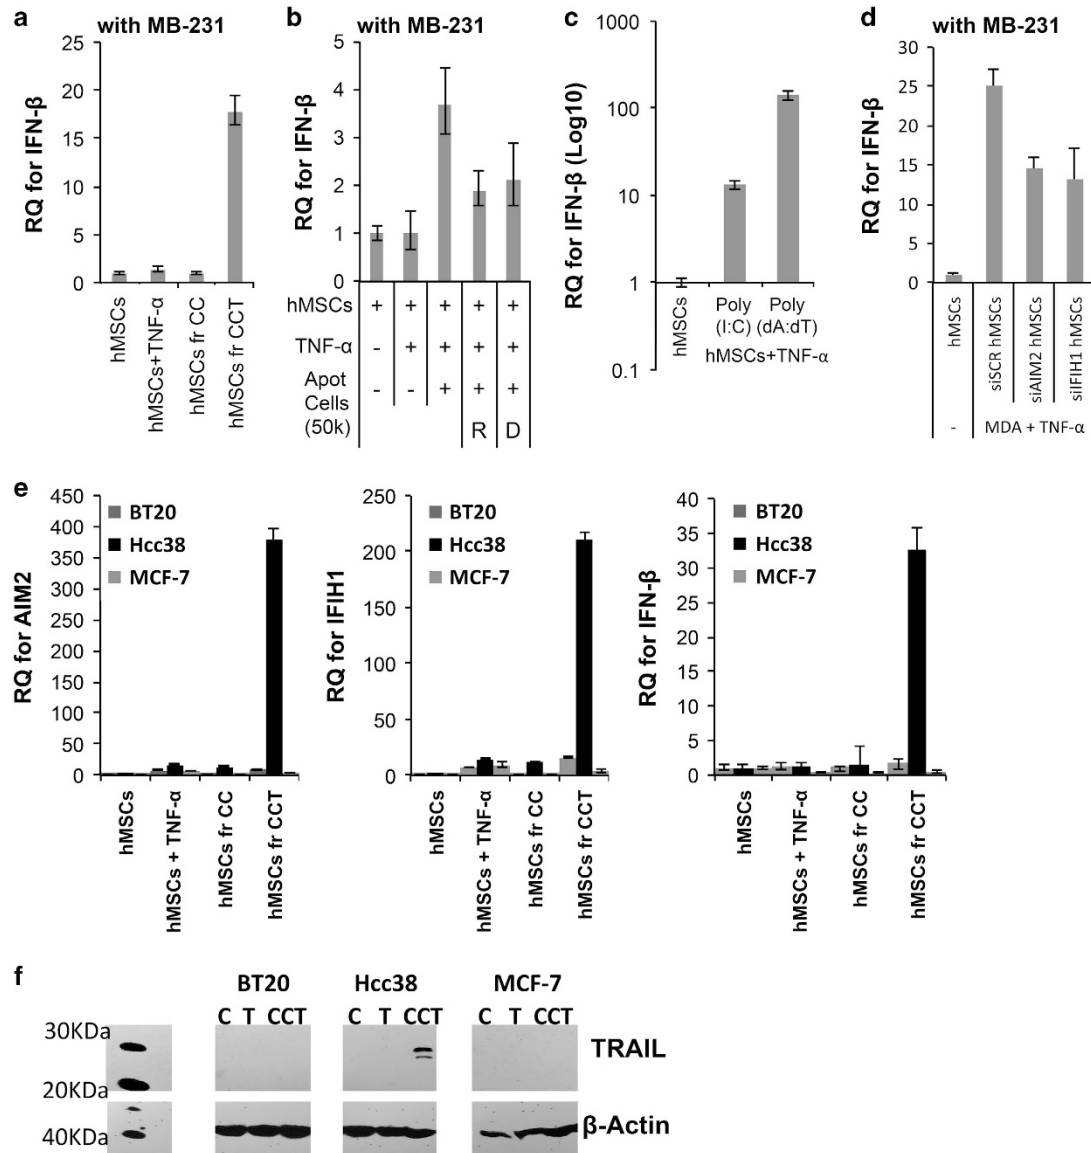 a
with MB-231
RQ for IFN-β
25
20
15
10
5
0
hMSCs
hMSCs+TNF-α
hMSCs fr CC
hMSCs fr CCT
b
with MB-231
RQ for IFN-β
5
4
3
2
1
0
hMSCs + + + + +
TNF-α - + + + +
Apot - - + + +
Cells
(50k) R D
c
RQ for IFN-β (Log10)
1000
100
10
1
0.1
hMSCs
Poly Poly
(I:C) (dA:dT)
hMSCs+TNF-α
d
with MB-231
RQ for IFN-β
30
25
20
15
10
5
0
hMSCs
siSCR hMSCs
siAIM2 hMSCs
siIFIH1 hMSCs
- MDA + TNF-α
e
RQ for AIM2
450
400
350
300
250
200
150
100
50
0
BT20
Hcc38
MCF-7
hMSCs
hMSCs + TNF-α
hMSCs fr CC
hMSCs fr CCT
RQ for IFIH1
250
200
150
100
50
0
BT20
Hcc38
MCF-7
hMSCs
hMSCs + TNF-α
hMSCs fr CC
hMSCs fr CCT
RQ for IFN-β
40
35
30
25
20
15
10
5
0
BT20
Hcc38
MCF-7
hMSCs
hMSCs + TNF-α
hMSCs fr CC
hMSCs fr CCT
f
BT20 Hcc38 MCF-7
C T CCT C T CCT C T CCT
30KDa
TRAIL
20KDa
β-Actin
40KDa